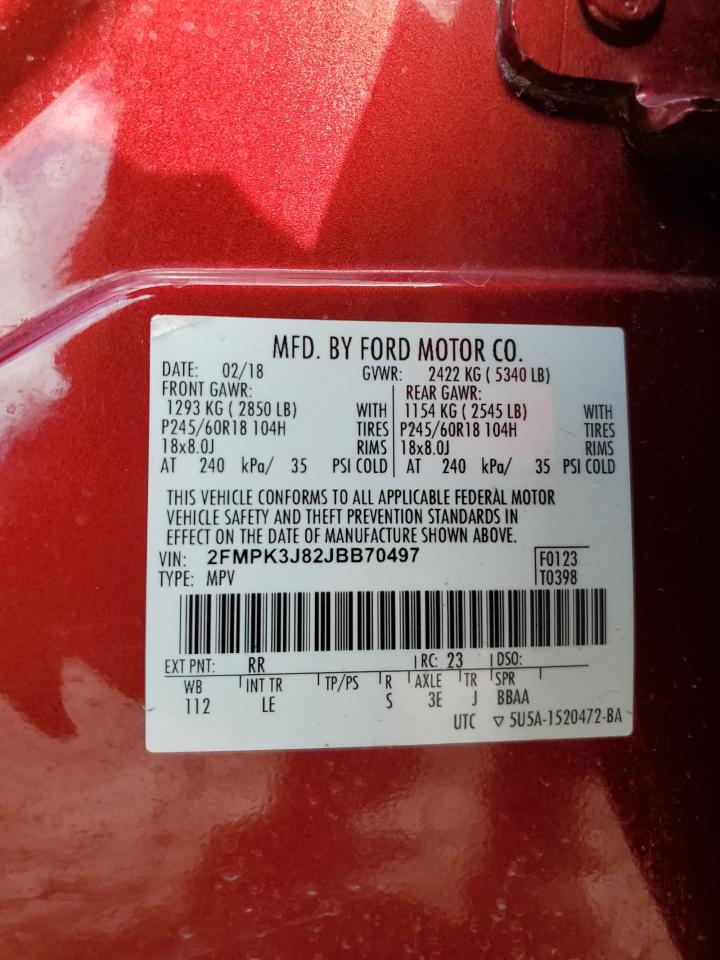 MFD. BY FORD MOTOR CO.
DATE: 02/18 GVWR: 2422 KG ( 5340 LB)
FRONT GAWR: REAR GAWR:
1293 KG ( 2850 LB) WITH 1154 KG ( 2545 LB) WITH
P245/60R18 104H TIRES P245/60R18 104H TIRES
18x8.0J RIMS 18x8.0J RIMS
AT 240 kPa/ 35 PSI COLD AT 240 kPa/ 35 PSI COLD
THIS VEHICLE CONFORMS TO ALL APPLICABLE FEDERAL MOTOR
VEHICLE SAFETY AND THEFT PREVENTION STANDARDS IN
EFFECT ON THE DATE OF MANUFACTURE SHOWN ABOVE.
VIN: 2FMPK3J82JBB70497 F0123
TYPE: MPV T0398
EXT PNT: RR RC: 23 DSO:
WB INT TR TP/PS R AXLE TR SPR
112 LE S 3E J BBAA
UTC ▽ 5U5A-1520472-BA